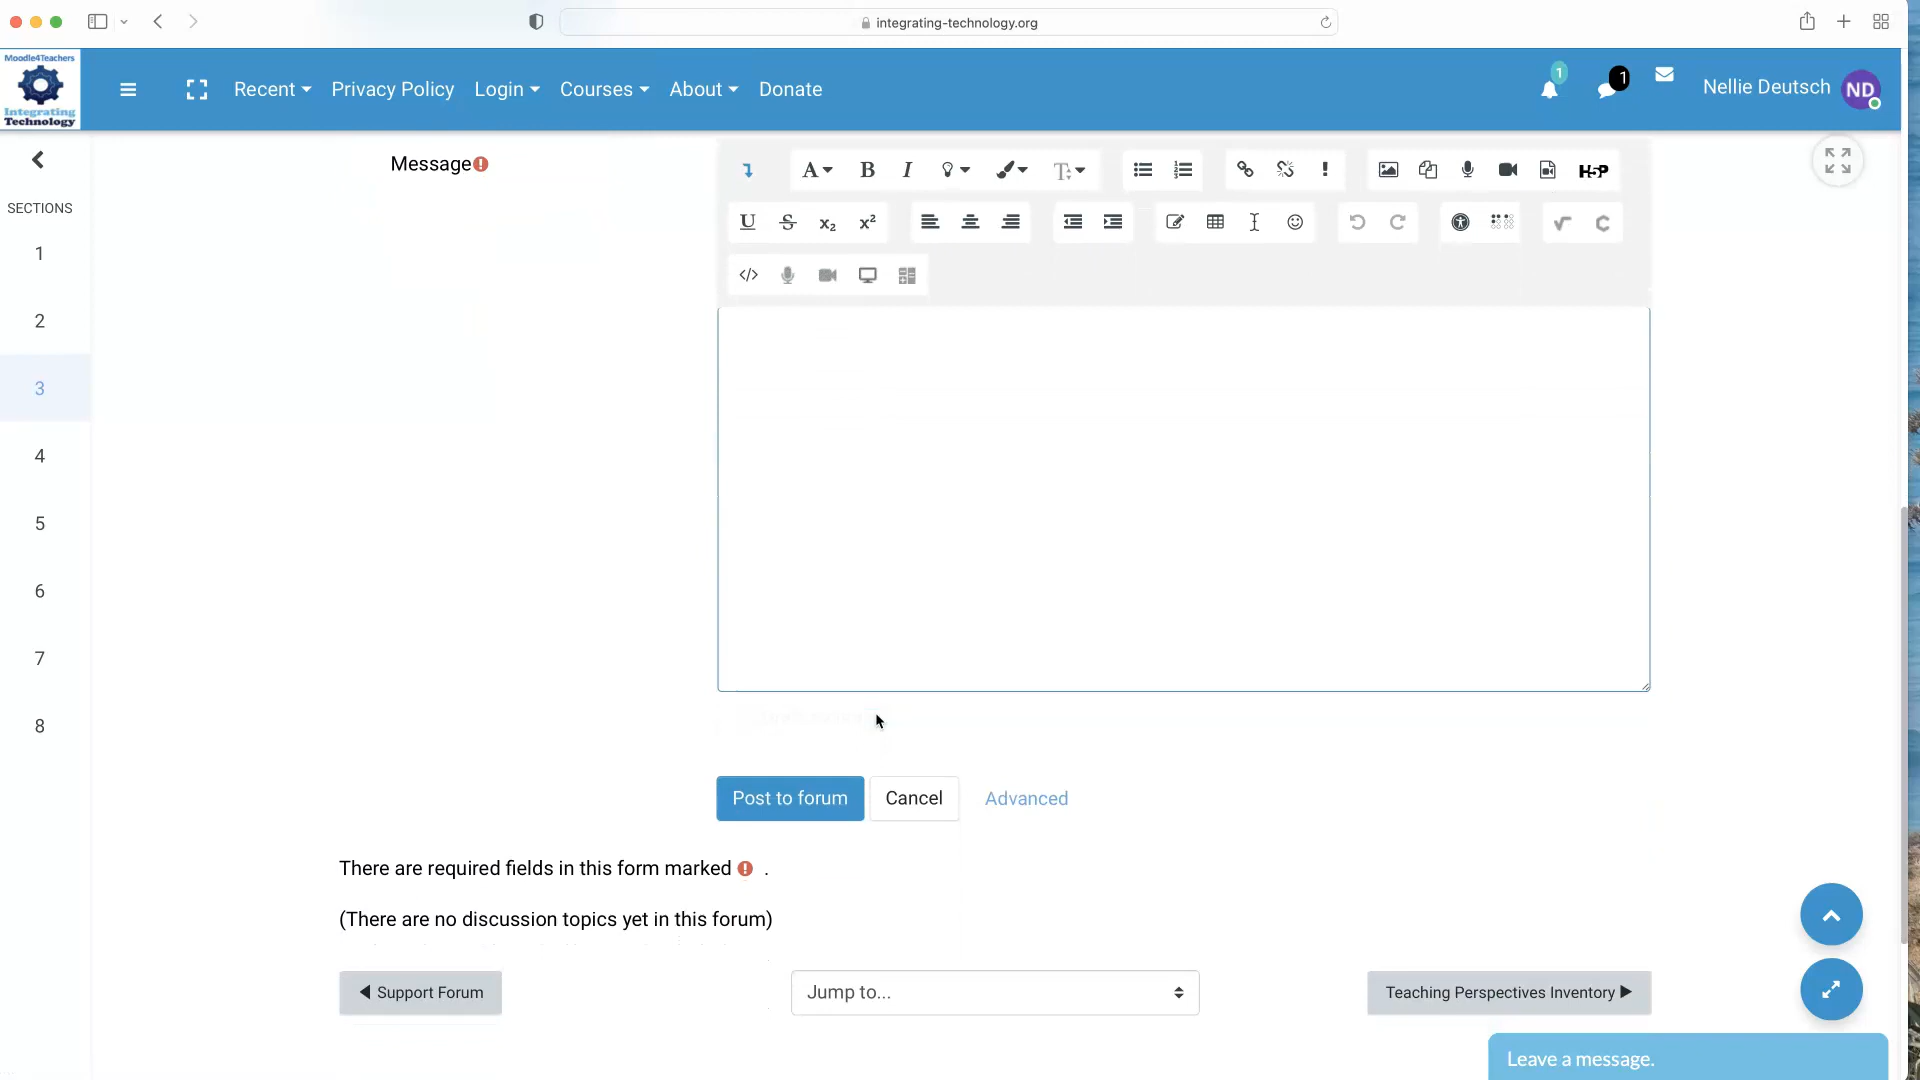 integrating-technology.org
Moodle4Teachers
Integrating
Technology
Recent
Privacy Policy
Login
Courses
About
Donate
1
1
Nellie Deutsch
ND
SECTIONS
1
2
3
4
5
6
7
8
Message
A
B
I
T
H5P
U
S
x₂
x²
C
</>
Post to forum
Cancel
Advanced
There are required fields in this form marked .
(There are no discussion topics yet in this forum)
Support Forum
Jump to...
Teaching Perspectives Inventory
Leave a message.